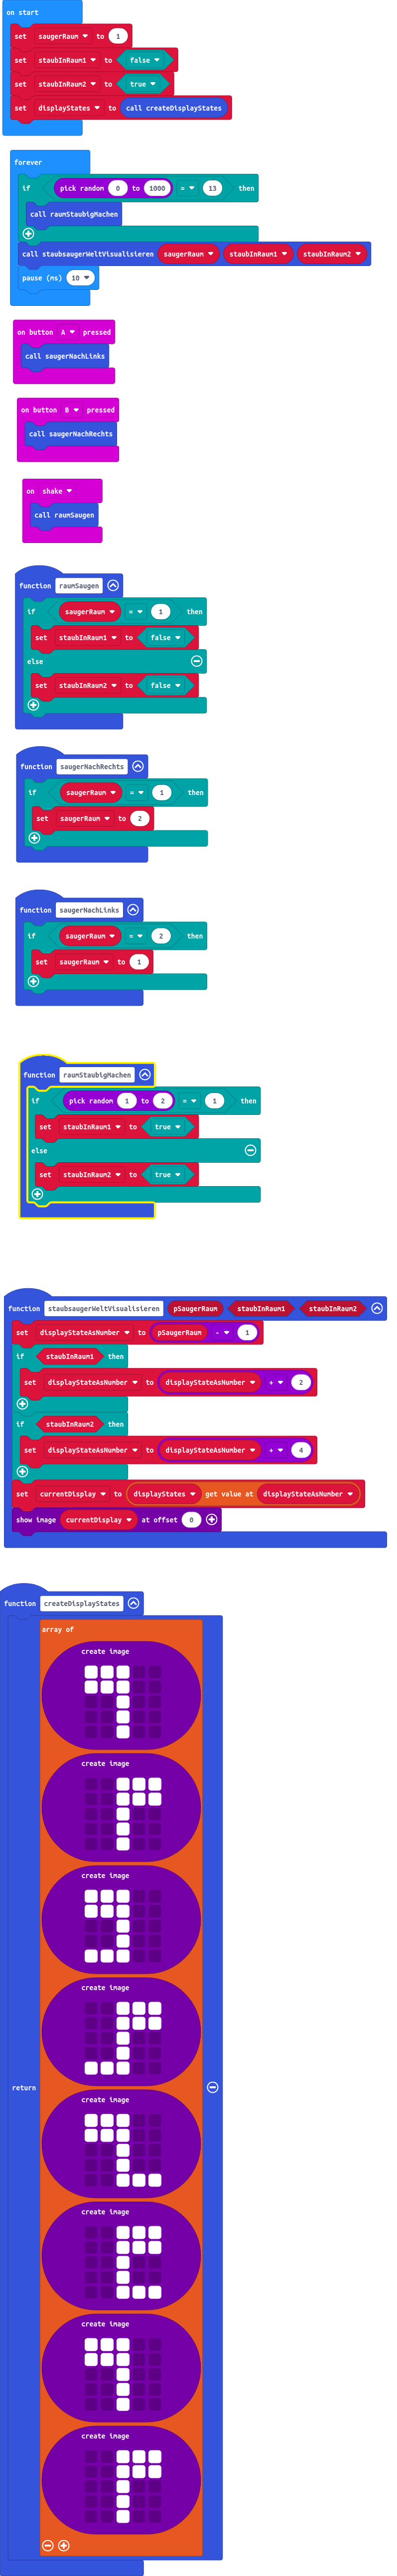 on start
set saugerRaum to 1
set staubInRaum1 to false
set staubInRaum2 to true
set displayStates to call createDisplayStates
forever
if pick random 0 to 1000 = 13 then
call raumStaubigMachen
call staubsaugerWeltVisualisieren saugerRaum staubInRaum1 staubInRaum2
pause (ms) 10
on button A pressed
call saugerNachLinks
on button B pressed
call saugerNachRechts
on shake
call raumSaugen
function raumSaugen
if saugerRaum = 1 then
set staubInRaum1 to false
else
set staubInRaum2 to false
function saugerNachRechts
if saugerRaum = 1 then
set saugerRaum to 2
function saugerNachLinks
if saugerRaum = 2 then
set saugerRaum to 1
function raumStaubigMachen
if pick random 1 to 2 = 1 then
set staubInRaum1 to true
else
set staubInRaum2 to true
function staubsaugerWeltVisualisieren pSaugerRaum staubInRaum1 staubInRaum2
set displayStateAsNumber to pSaugerRaum - 1
if staubInRaum1 then
set displayStateAsNumber to displayStateAsNumber + 2
if staubInRaum2 then
set displayStateAsNumber to displayStateAsNumber + 4
set currentDisplay to displayStates get value at displayStateAsNumber
show image currentDisplay at offset 0
function createDisplayStates
array of
create image
create image
create image
create image
return
create image
create image
create image
create image